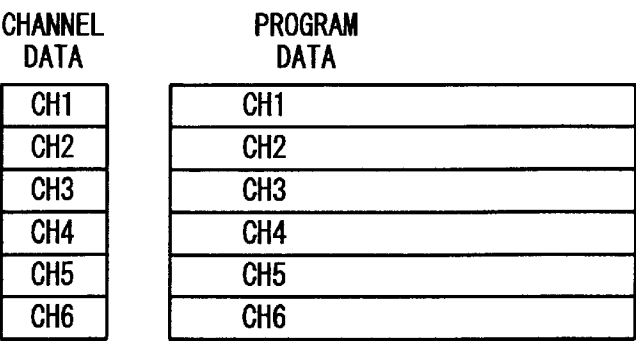 CHANNEL PROGRAM
DATA DATA
CH1 CH1
CH2 CH2
CH3 CH3
CH4 CH4
CH5 CH5
CH6 CH6